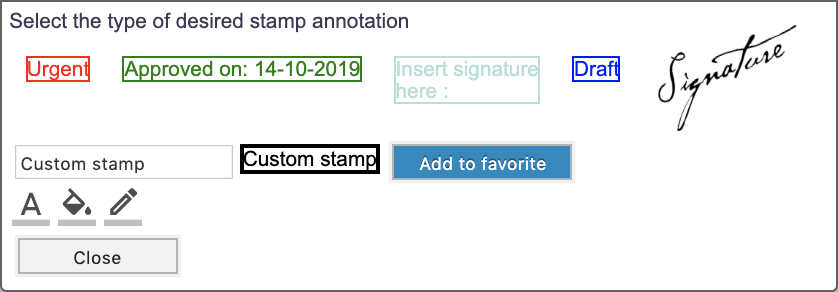 Select the type of desired stamp annotation
Urgent
Approved on: 14-10-2019
Insert signature
here :
Draft
Signature
Custom stamp
Custom stamp
Add to favorite
A
Close